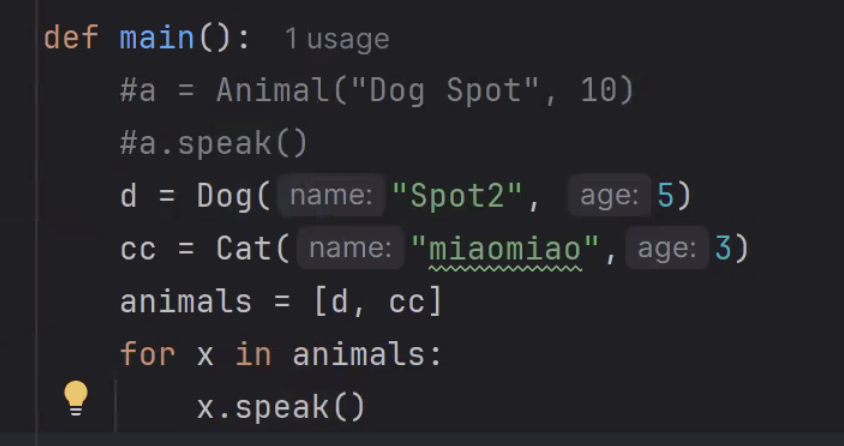 def main(): 1 usage
#a = Animal("Dog Spot", 10)
#a.speak()
d = Dog( name: "Spot2", age: 5)
cc = Cat( name: "miaomiao", age: 3)
animals = [d, cc]
for x in animals:
x.speak()